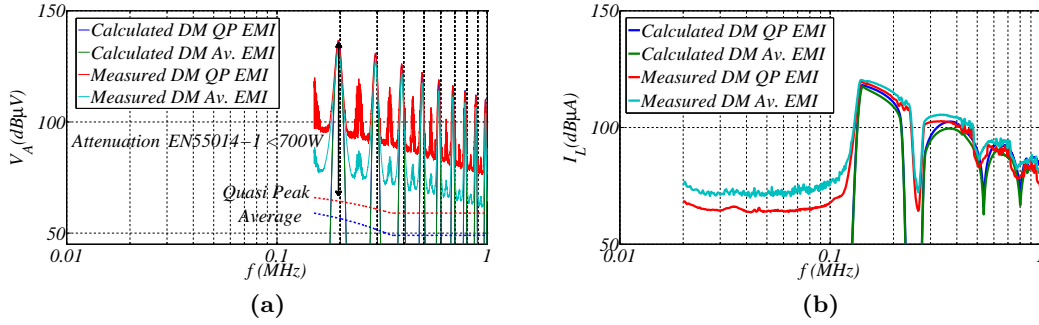 150
Calculated DM QP EMI
Calculated DM Av. EMI
Measured DM QP EMI
Measured DM Av. EMI
V_A (dBµV)
100
Attenuation EN55014-1 <700W
Quasi Peak
Average
50
0.01
0.1
1
f (MHz)
(a)
150
Calculated DM QP EMI
Calculated DM Av. EMI
Measured DM QP EMI
Measured DM Av. EMI
I_L (dBµA)
100
50
0.01
0.1
1
f (MHz)
(b)